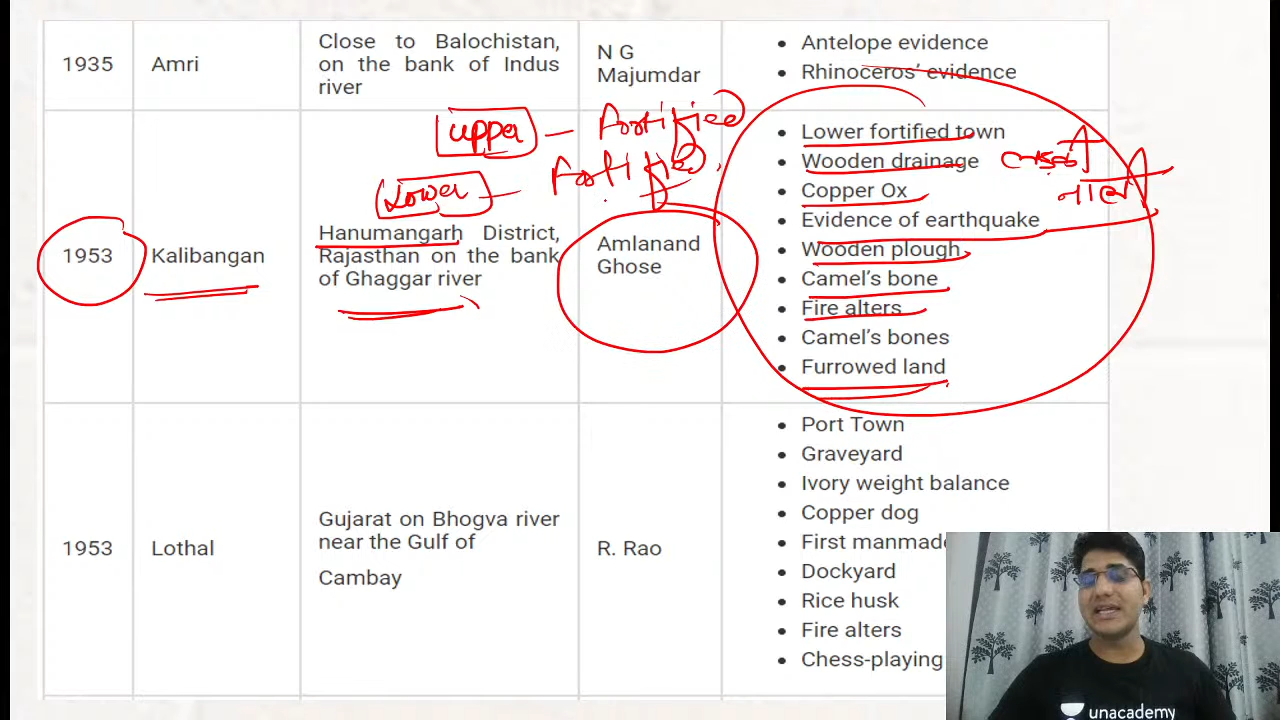 1935
Amri
Close to Balochistan,
on the bank of Indus
river
N G
Majumdar
• Antelope evidence
• Rhinoceros’ evidence
upper — fortified
Lower — fortified
1953
Kalibangan
Hanumangarh District,
Rajasthan on the bank
of Ghaggar river
Amlanand
Ghose
• Lower fortified town
• Wooden drainage
• Copper Ox
• Evidence of earthquake
• Wooden plough
• Camel’s bone
• Fire alters
• Camel’s bones
• Furrowed land
1953
Lothal
Gujarat on Bhogva river
near the Gulf of
Cambay
R. Rao
• Port Town
• Graveyard
• Ivory weight balance
• Copper dog
• First manmade
• Dockyard
• Rice husk
• Fire alters
• Chess-playing
unacademy